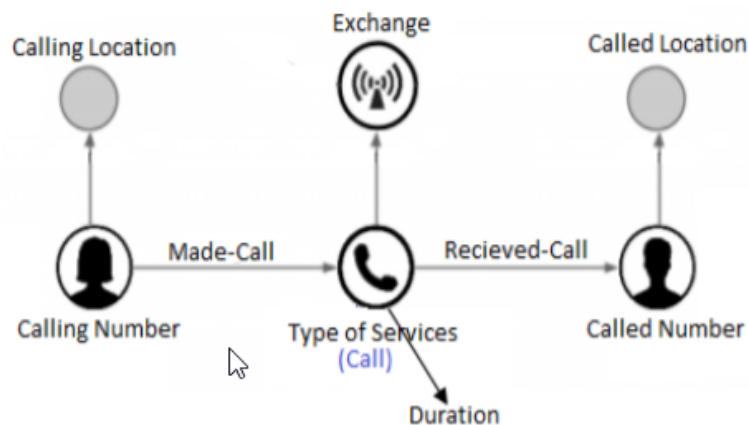 Exchange
Calling Location
Called Location
Made-Call
Recieved-Call
Calling Number
Type of Services
Called Number
(Call)
Duration